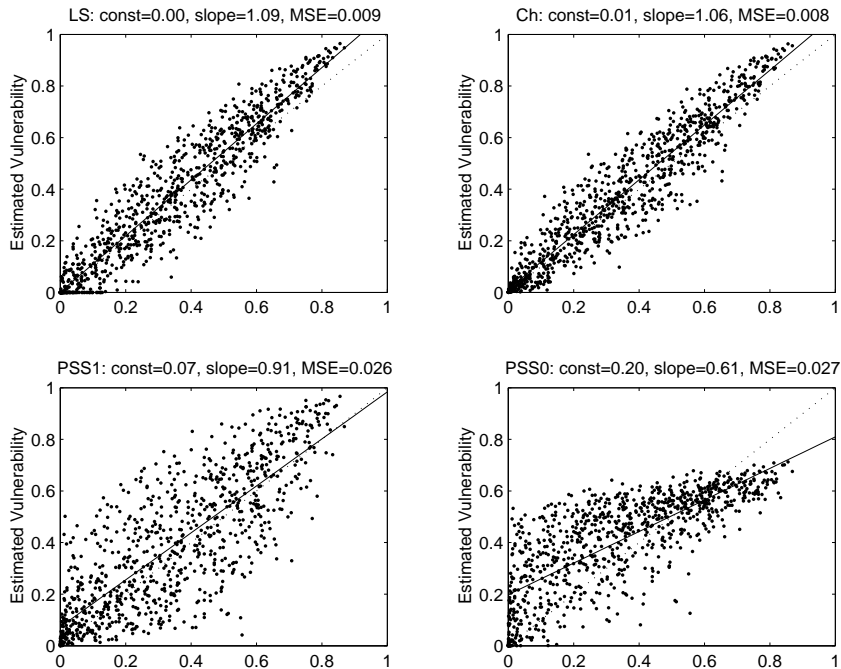 LS: const=0.00, slope=1.09, MSE=0.009
Estimated Vulnerability
1
0.8
0.6
0.4
0.2
0
0 0.2 0.4 0.6 0.8 1
Ch: const=0.01, slope=1.06, MSE=0.008
Estimated Vulnerability
1
0.8
0.6
0.4
0.2
0
0 0.2 0.4 0.6 0.8 1
PSS1: const=0.07, slope=0.91, MSE=0.026
Estimated Vulnerability
1
0.8
0.6
0.4
0.2
0
0 0.2 0.4 0.6 0.8 1
PSS0: const=0.20, slope=0.61, MSE=0.027
Estimated Vulnerability
1
0.8
0.6
0.4
0.2
0
0 0.2 0.4 0.6 0.8 1